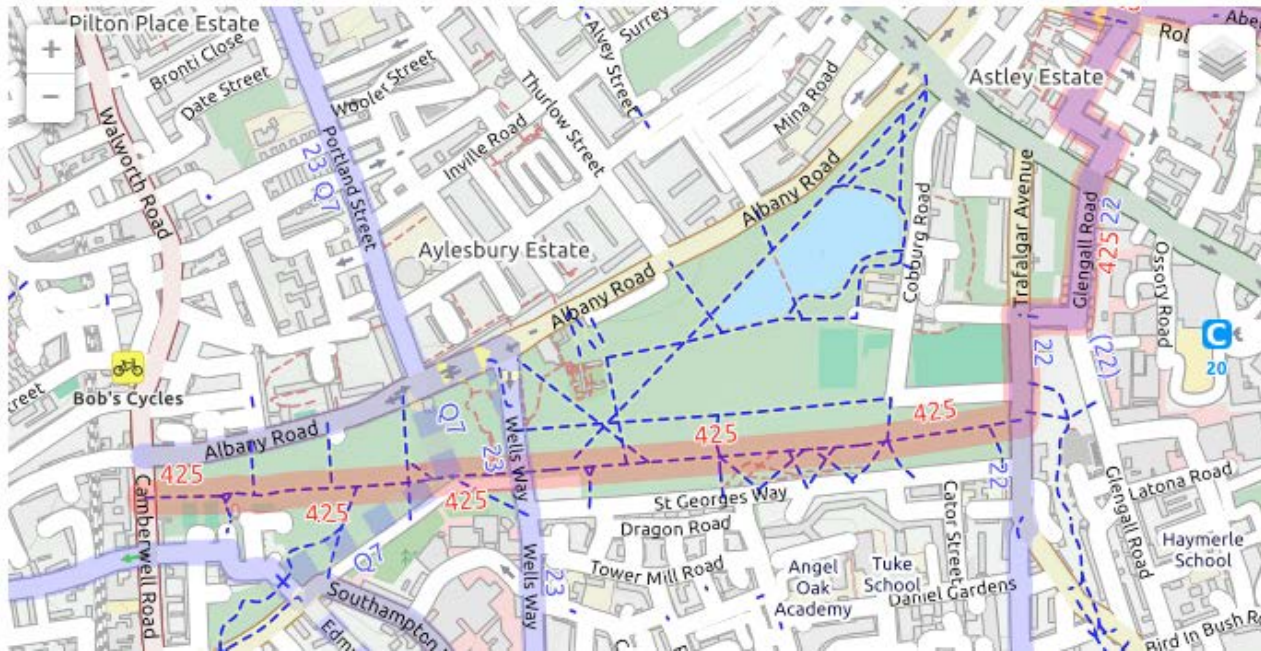 Pilton Place Estate
Bronti Close
Date Street
Wooler Street
Walworth Road
Portland Street
23 Q7
Inville Road
Thurlow Street
Alvey Street
Surrey
Mina Road
Albany Road
Astley Estate
Aylesbury Estate
Albany Road
Cobourg Road
Trafalgar Avenue
Glengall Road
22
425
Ossory Road
(22)
22
C
20
Bob's Cycles
Albany Road
Q7
23
Wells Way
425
425
425
425
425
Camberwell Road
St Georges Way
22
Dragon Road
Cator Street
Glengall Road
Latona Road
Haymerle
School
Q7
Southampton
Wells Way
23
Tower Mill Road
Angel
Oak
Academy
Tuke
School
Daniel Gardens
Bird In Bush